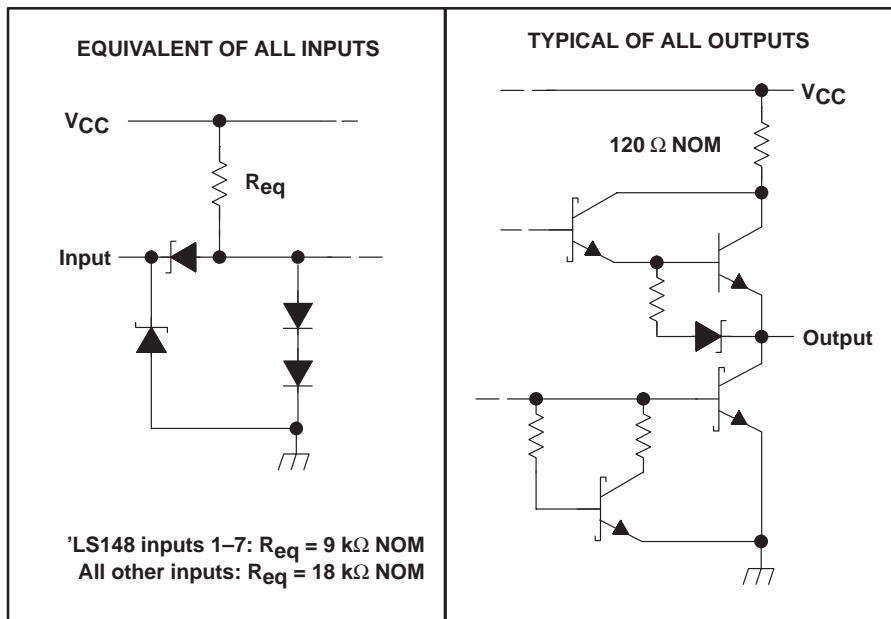 EQUIVALENT OF ALL INPUTS
VCC
Req
Input
'LS148 inputs 1–7: Req = 9 kΩ NOM
All other inputs: Req = 18 kΩ NOM
TYPICAL OF ALL OUTPUTS
VCC
120 Ω NOM
Output